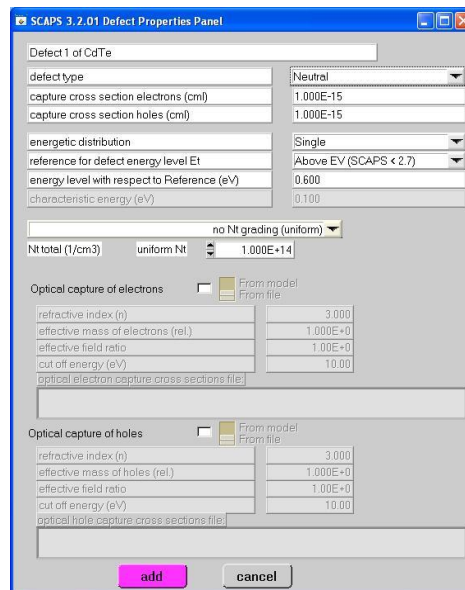 SCAPS 3.2.01 Defect Properties Panel
Defect 1 of CdTe
defect type Neutral
capture cross section electrons (cm²) 1.000E-15
capture cross section holes (cm²) 1.000E-15
energetic distribution Single
reference for defect energy level Et Above EV (SCAPS < 2.7)
energy level with respect to Reference (eV) 0.600
characteristic energy (eV) 0.100
no Nt grading (uniform)
Nt total (1/cm3) uniform Nt 1.000E+14
Optical capture of electrons From model
From file
refractive index (n) 3.000
effective mass of electrons (rel.) 1.000E+0
effective field ratio 1.00E+0
cut off energy (eV) 10.00
optical electron capture cross sections file:
Optical capture of holes From model
From file
refractive index (n) 3.000
effective mass of holes (rel.) 1.000E+0
effective field ratio 1.00E+0
cut off energy (eV) 10.00
optical hole capture cross sections file:
add cancel